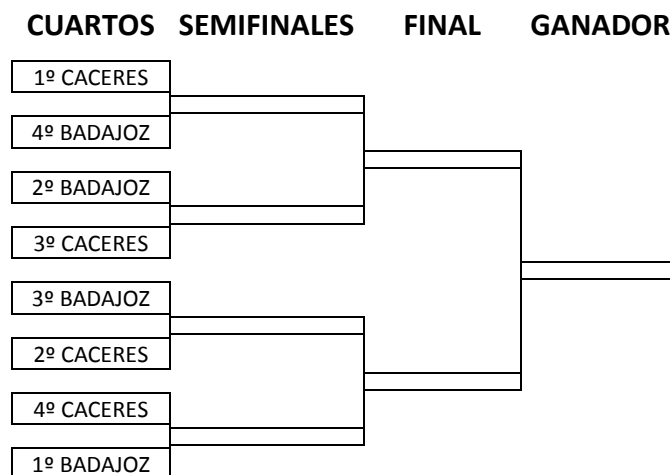 CUARTOS SEMIFINALES FINAL GANADOR
1º CACERES
4º BADAJOZ
2º BADAJOZ
3º CACERES
3º BADAJOZ
2º CACERES
4º CACERES
1º BADAJOZ